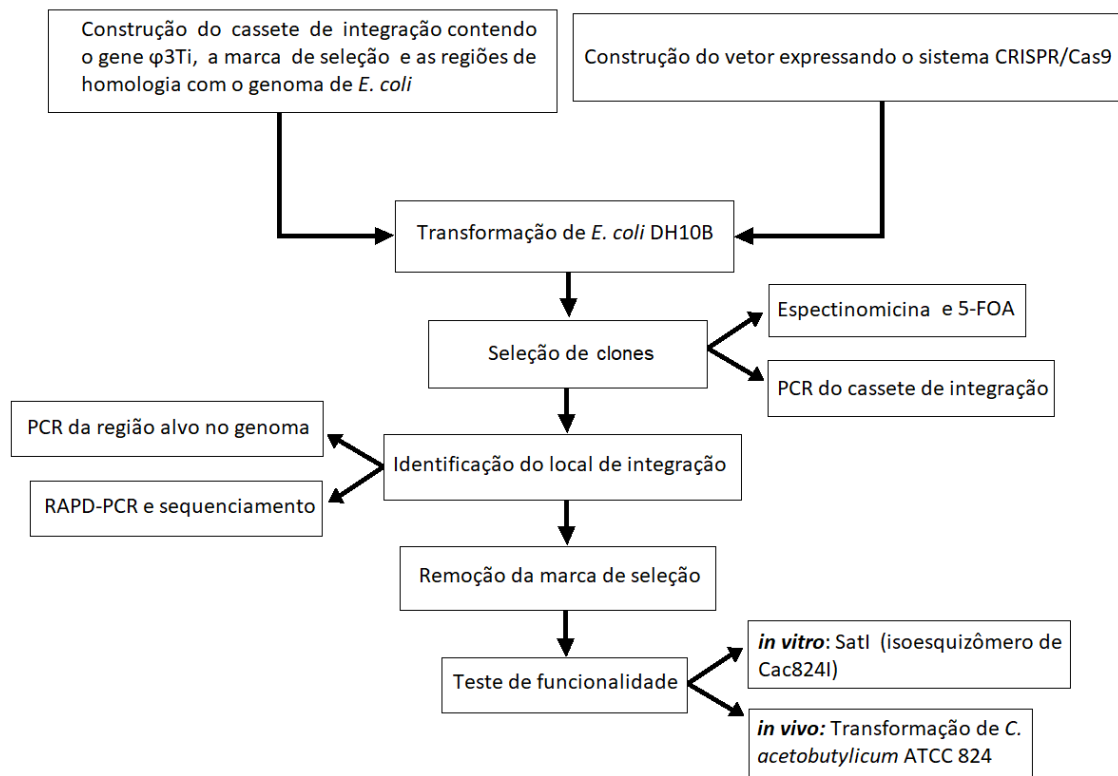 Construção do cassete de integração contendo
o gene φ3Ti, a marca de seleção e as regiões de
homologia com o genoma de E. coli
Construção do vetor expressando o sistema CRISPR/Cas9
Transformação de E. coli DH10B
Seleção de clones
Espectinomicina e 5-FOA
PCR do cassete de integração
PCR da região alvo no genoma
Identificação do local de integração
RAPD-PCR e sequenciamento
Remoção da marca de seleção
Teste de funcionalidade
in vitro: SatI (isoesquizômero de
Cac824I)
in vivo: Transformação de C.
acetobutylicum ATCC 824